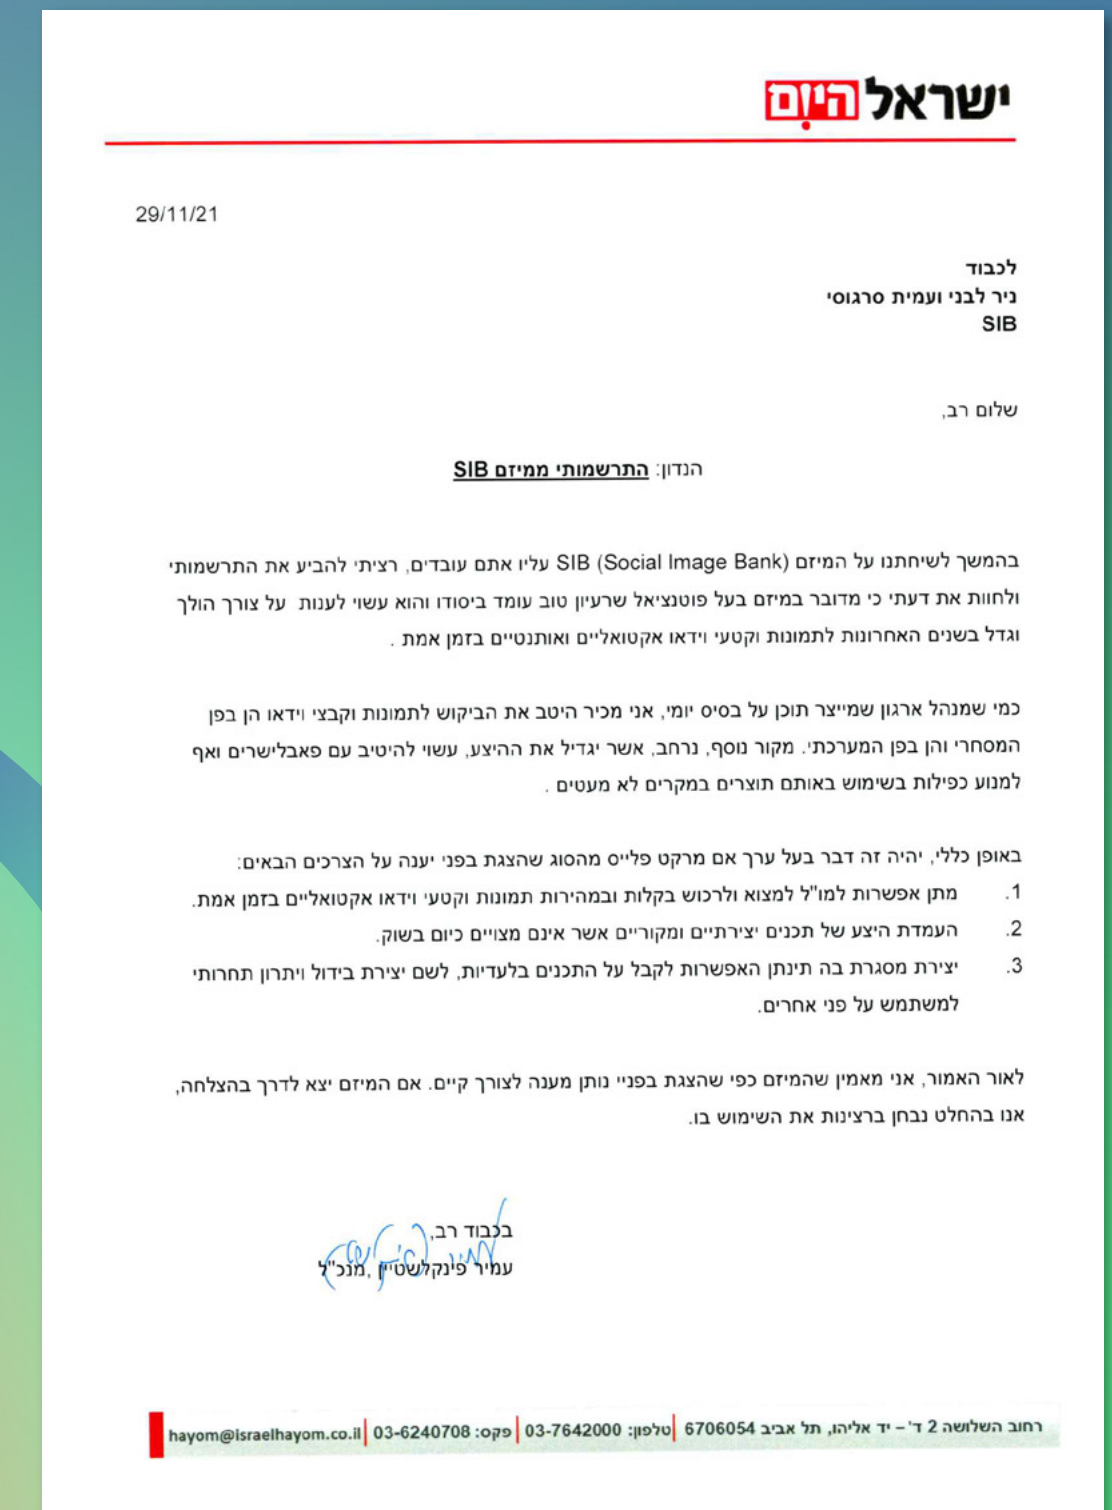 ישראל היום
29/11/21
לכבוד
ניר לבני ועמית סרגוסי
SIB
שלום רב,
הנדון: התרשמותי ממיזם SIB
בהמשך לשיחתנו על המיזם SIB (Social Image Bank) עליו אתם עובדים, רציתי להביע את התרשמותי
ולחוות את דעתי כי מדובר במיזם בעל פוטנציאל שרעיון טוב עומד ביסודו והוא עשוי לענות על צורך הולך
וגדל בשנים האחרונות לתמונות וקטעי וידאו אקטואליים ואותנטיים בזמן אמת .
כמי שמנהל ארגון שמייצר תוכן על בסיס יומי, אני מכיר היטב את הביקוש לתמונות וקבצי וידאו הן בפן
המסחרי והן בפן המערכתי. מקור נוסף, נרחב, אשר יגדיל את ההיצע, עשוי להיטיב עם פאבלישרים ואף
למנוע כפילות בשימוש באותם תוצרים במקרים לא מעטים .
באופן כללי, יהיה זה דבר בעל ערך אם מרקט פלייס מהסוג שהצגת בפני יענה על הצרכים הבאים:
1. מתן אפשרות למו"ל למצוא ולרכוש בקלות ובמהירות תמונות וקטעי וידאו אקטואליים בזמן אמת.
2. העמדת היצע של תכנים יצירתיים ומקוריים אשר אינם מצויים כיום בשוק.
3. יצירת מסגרת בה תינתן האפשרות לקבל על התכנים בלעדיות, לשם יצירת בידול ויתרון תחרותי
למשתמש על פני אחרים.
לאור האמור, אני מאמין שהמיזם כפי שהצגת בפניי נותן מענה לצורך קיים. אם המיזם יצא לדרך בהצלחה,
אנו בהחלט נבחן ברצינות את השימוש בו.
בכבוד רב,
עמיר פינקלשטיין ,מנכ"ל
רחוב השלושה 2 ד' – יד אליהו, תל אביב 6706054 | טלפון: 03-7642000 | פקס: 03-6240708 | hayom@israelhayom.co.il